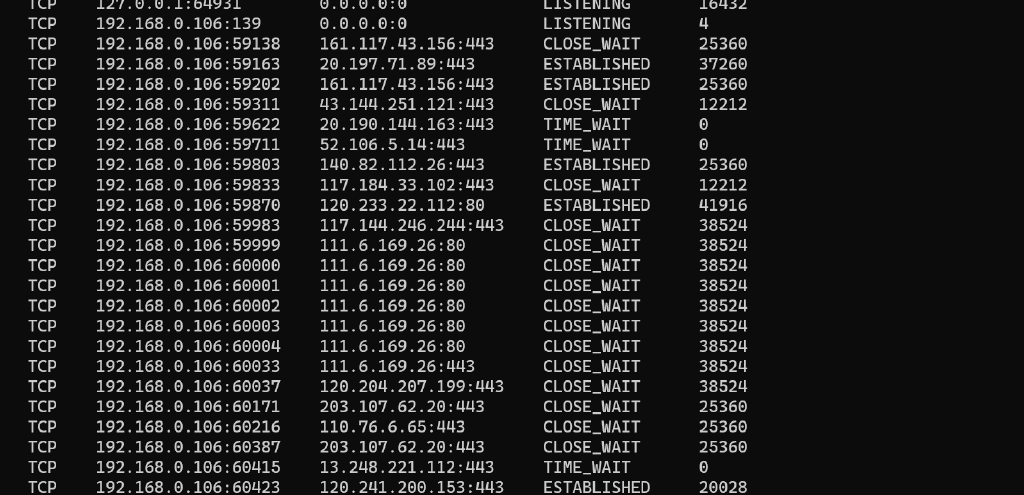 TCP 127.0.0.1:64931 0.0.0.0:0 LISTENING 16432
TCP 192.168.0.106:139 0.0.0.0:0 LISTENING 4
TCP 192.168.0.106:59138 161.117.43.156:443 CLOSE_WAIT 25360
TCP 192.168.0.106:59163 20.197.71.89:443 ESTABLISHED 37260
TCP 192.168.0.106:59202 161.117.43.156:443 ESTABLISHED 25360
TCP 192.168.0.106:59311 43.144.251.121:443 CLOSE_WAIT 12212
TCP 192.168.0.106:59622 20.190.144.163:443 TIME_WAIT 0
TCP 192.168.0.106:59711 52.106.5.14:443 TIME_WAIT 0
TCP 192.168.0.106:59803 140.82.112.26:443 ESTABLISHED 25360
TCP 192.168.0.106:59833 117.184.33.102:443 CLOSE_WAIT 12212
TCP 192.168.0.106:59870 120.233.22.112:80 ESTABLISHED 41916
TCP 192.168.0.106:59983 117.144.246.244:443 CLOSE_WAIT 38524
TCP 192.168.0.106:59999 111.6.169.26:80 CLOSE_WAIT 38524
TCP 192.168.0.106:60000 111.6.169.26:80 CLOSE_WAIT 38524
TCP 192.168.0.106:60001 111.6.169.26:80 CLOSE_WAIT 38524
TCP 192.168.0.106:60002 111.6.169.26:80 CLOSE_WAIT 38524
TCP 192.168.0.106:60003 111.6.169.26:80 CLOSE_WAIT 38524
TCP 192.168.0.106:60004 111.6.169.26:80 CLOSE_WAIT 38524
TCP 192.168.0.106:60033 111.6.169.26:443 CLOSE_WAIT 38524
TCP 192.168.0.106:60037 120.204.207.199:443 CLOSE_WAIT 38524
TCP 192.168.0.106:60171 203.107.62.20:443 CLOSE_WAIT 25360
TCP 192.168.0.106:60216 110.76.6.65:443 CLOSE_WAIT 25360
TCP 192.168.0.106:60387 203.107.62.20:443 CLOSE_WAIT 25360
TCP 192.168.0.106:60415 13.248.221.112:443 TIME_WAIT 0
TCP 192.168.0.106:60423 120.241.200.153:443 ESTABLISHED 20028